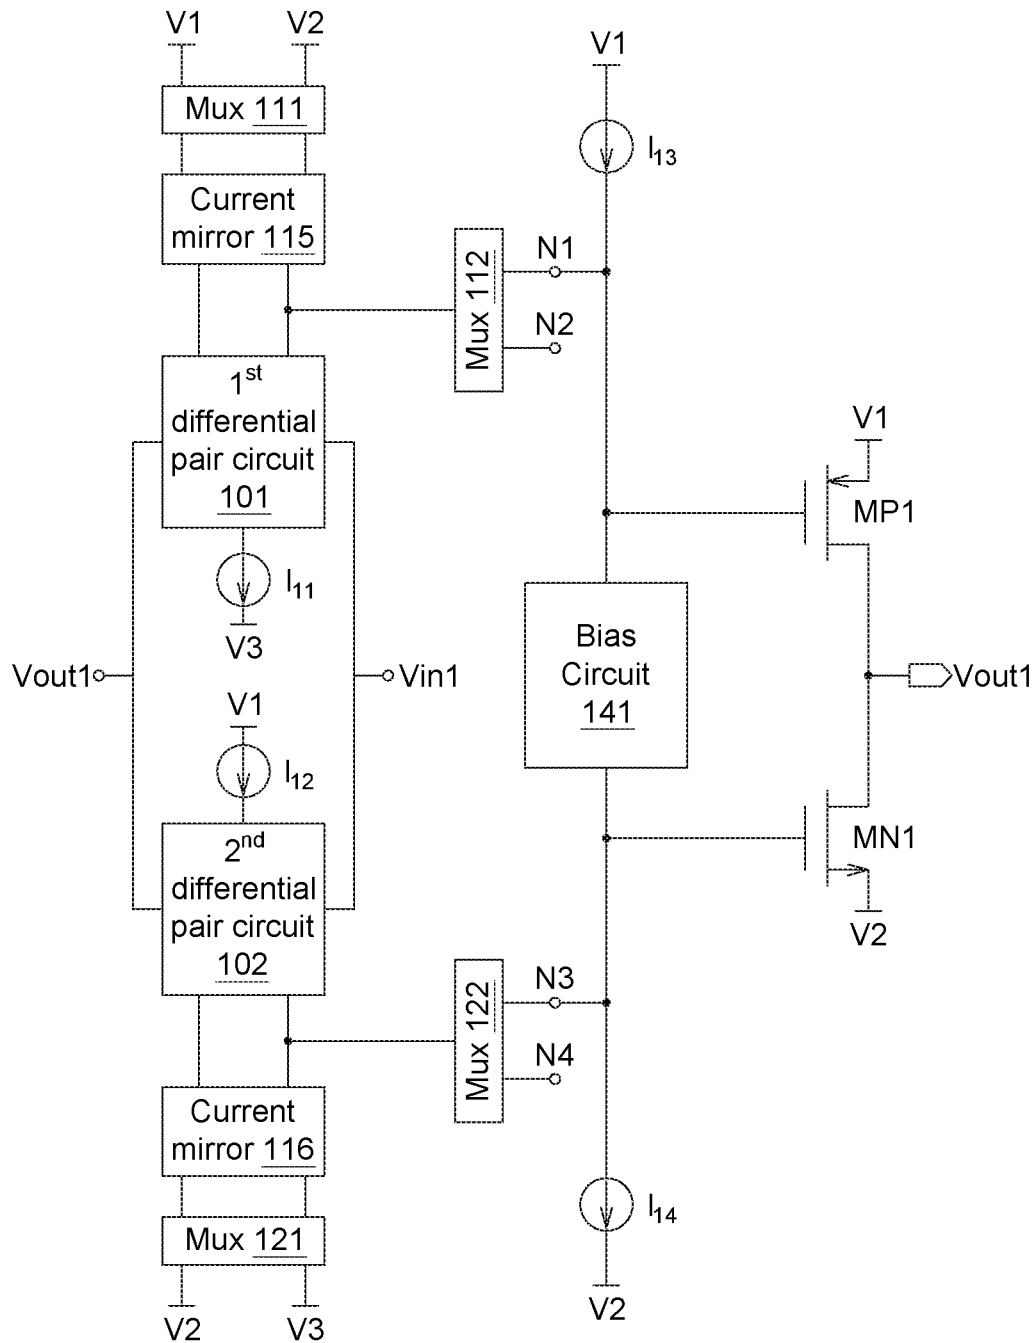 V1 V2
V1
Mux 111
I13
Current
mirror 115
Mux 112
N1
N2
1st
differential
pair circuit
101
V1
MP1
I11
V3
Bias
Circuit
141
Vout1
Vin1
Vout1
V1
I12
2nd
differential
pair circuit
102
MN1
V2
Mux 122
N3
N4
Current
mirror 116
I14
Mux 121
V2 V3
V2